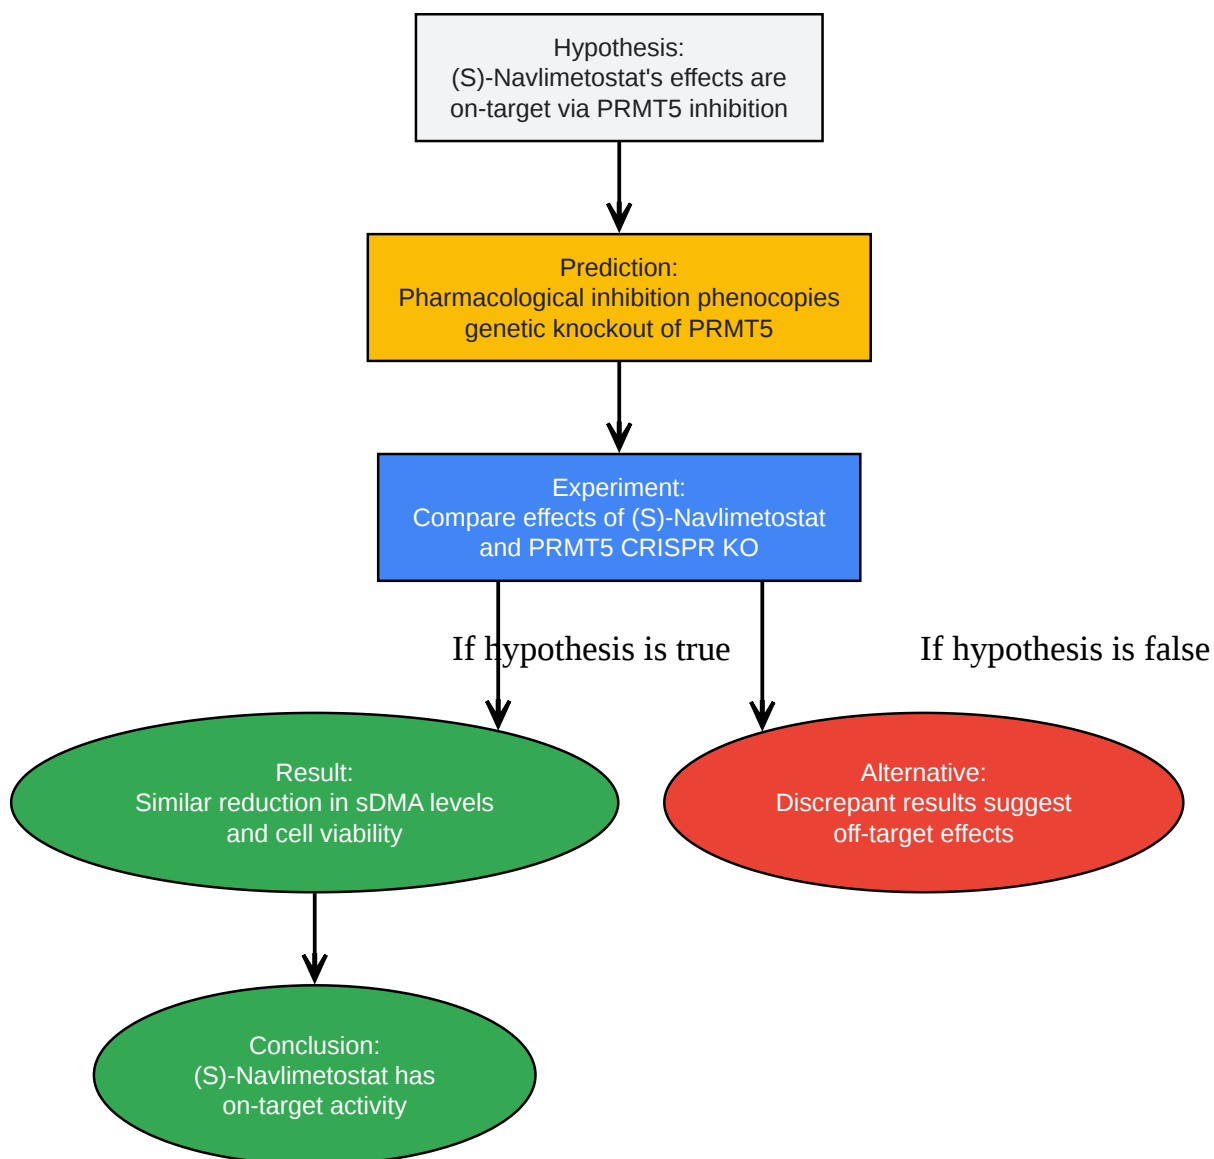 Hypothesis:
(S)-Navlimetostat's effects are
on-target via PRMT5 inhibition
Prediction:
Pharmacological inhibition phenocopies
genetic knockout of PRMT5
Experiment:
Compare effects of (S)-Navlimetostat
and PRMT5 CRISPR KO
If hypothesis is true
If hypothesis is false
Result:
Similar reduction in sDMA levels
and cell viability
Alternative:
Discrepant results suggest
off-target effects
Conclusion:
(S)-Navlimetostat has
on-target activity